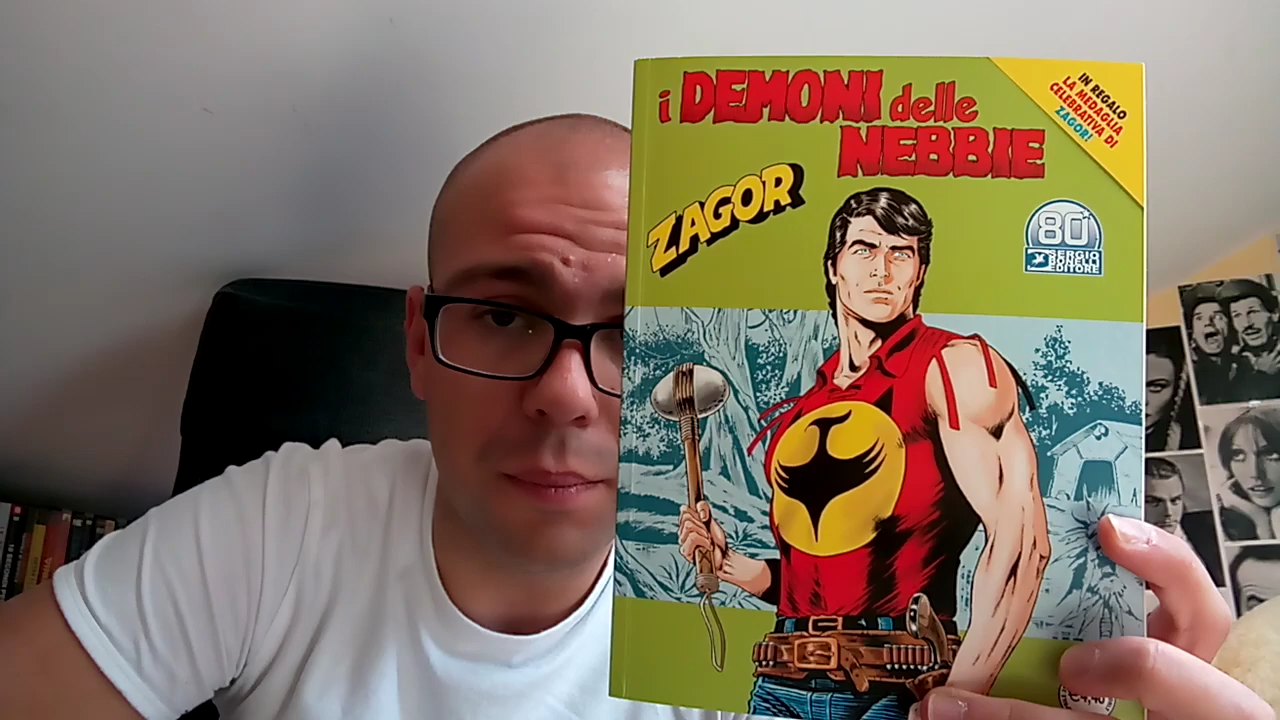 i DEMONI delle
NEBBIE
ZAGOR
IN REGALO
LA MEDAGLIA
CELEBRATIVA DI
ZAGOR!
80
SERGIO
BONELLI
EDITORE